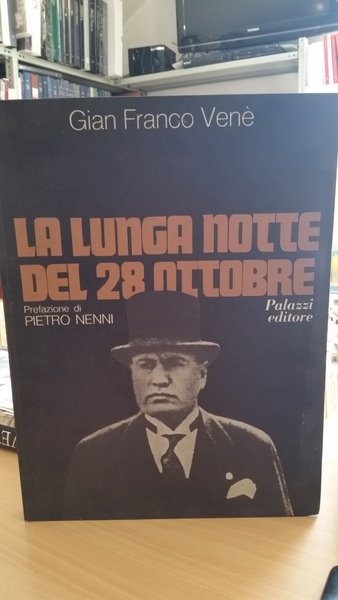 Gian Franco Venè
LA LUNGA NOTTE
DEL 28 OTTOBRE
Prefazione di
PIETRO NENNI
Palazzi
editore